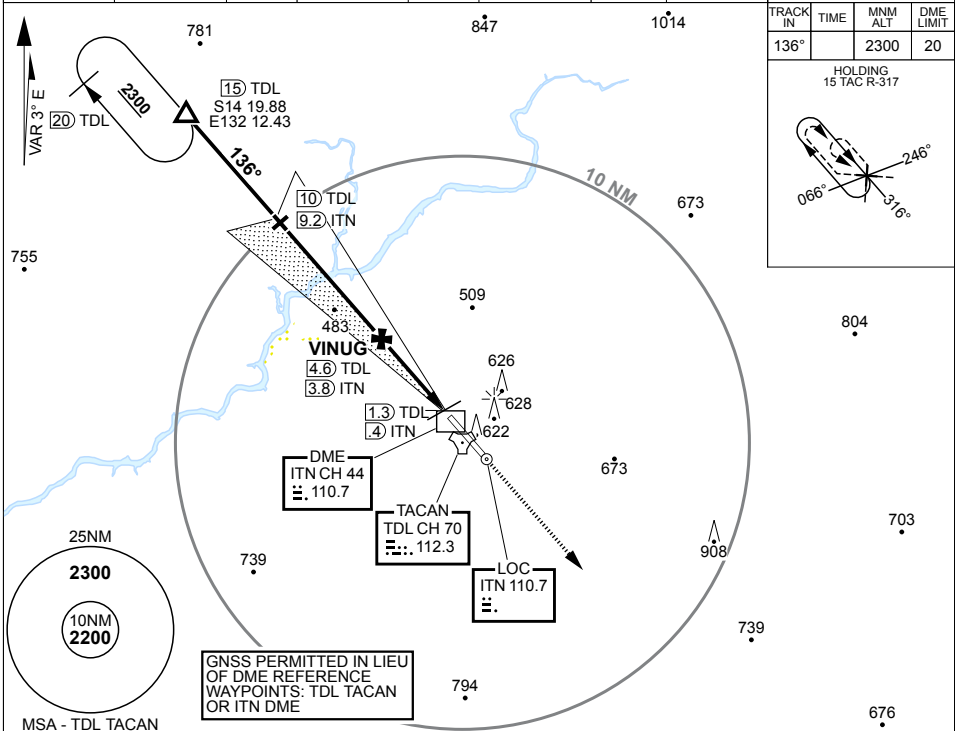 781
847
1014
TRACK IN
TIME
MNM ALT
DME LIMIT
136°
2300
20
HOLDING
15 TAC R-317
246°
066°
316°
VAR 3° E
2300
20 TDL
15 TDL
S14 19.88
E132 12.43
136°
10 TDL
9.2 ITN
10 NM
673
755
509
483
804
VINUG
4.6 TDL
3.8 ITN
626
628
622
1.3 TDL
.4 ITN
673
DME
ITN CH 44
110.7
TACAN
TDL CH 70
112.3
LOC
ITN 110.7
703
908
739
739
25NM
2300
10NM
2200
MSA - TDL TACAN
GNSS PERMITTED IN LIEU
OF DME REFERENCE
WAYPOINTS: TDL TACAN
OR ITN DME
794
676